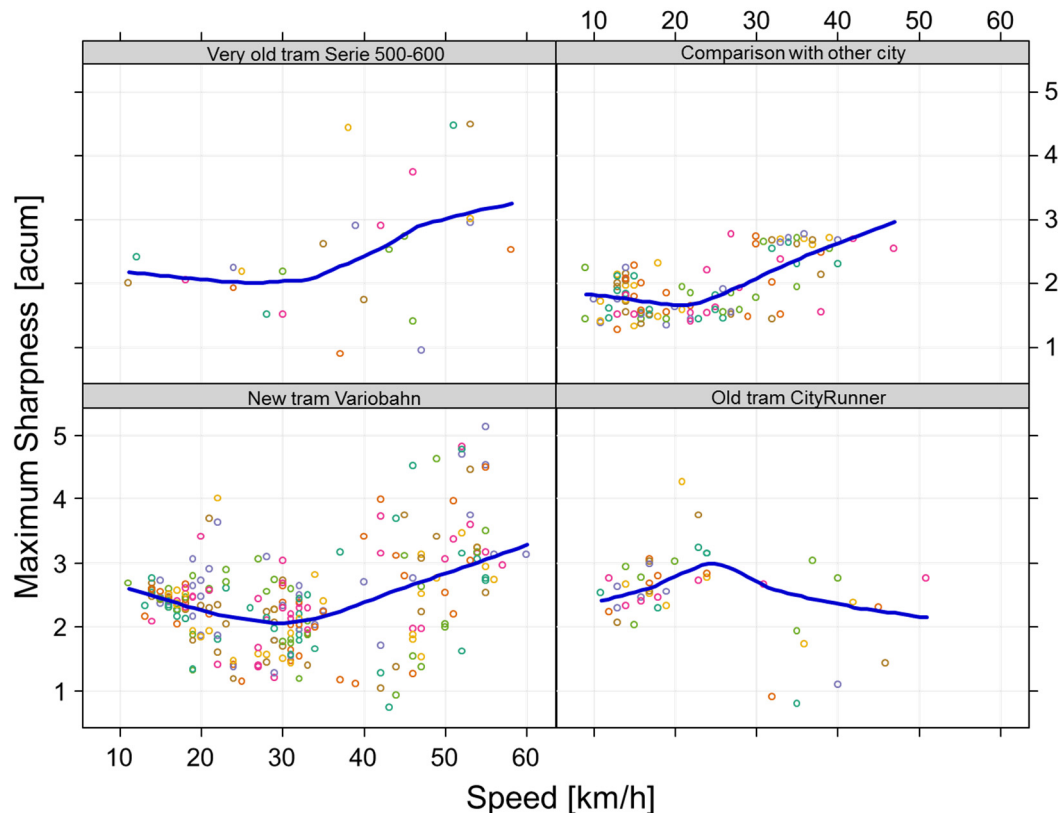 10 20 30 40 50 60
Very old tram Serie 500-600
Comparison with other city
5
4
3
2
1
Maximum Sharpness [acum]
New tram Variobahn
Old tram CityRunner
5
4
3
2
1
10 20 30 40 50 60
Speed [km/h]